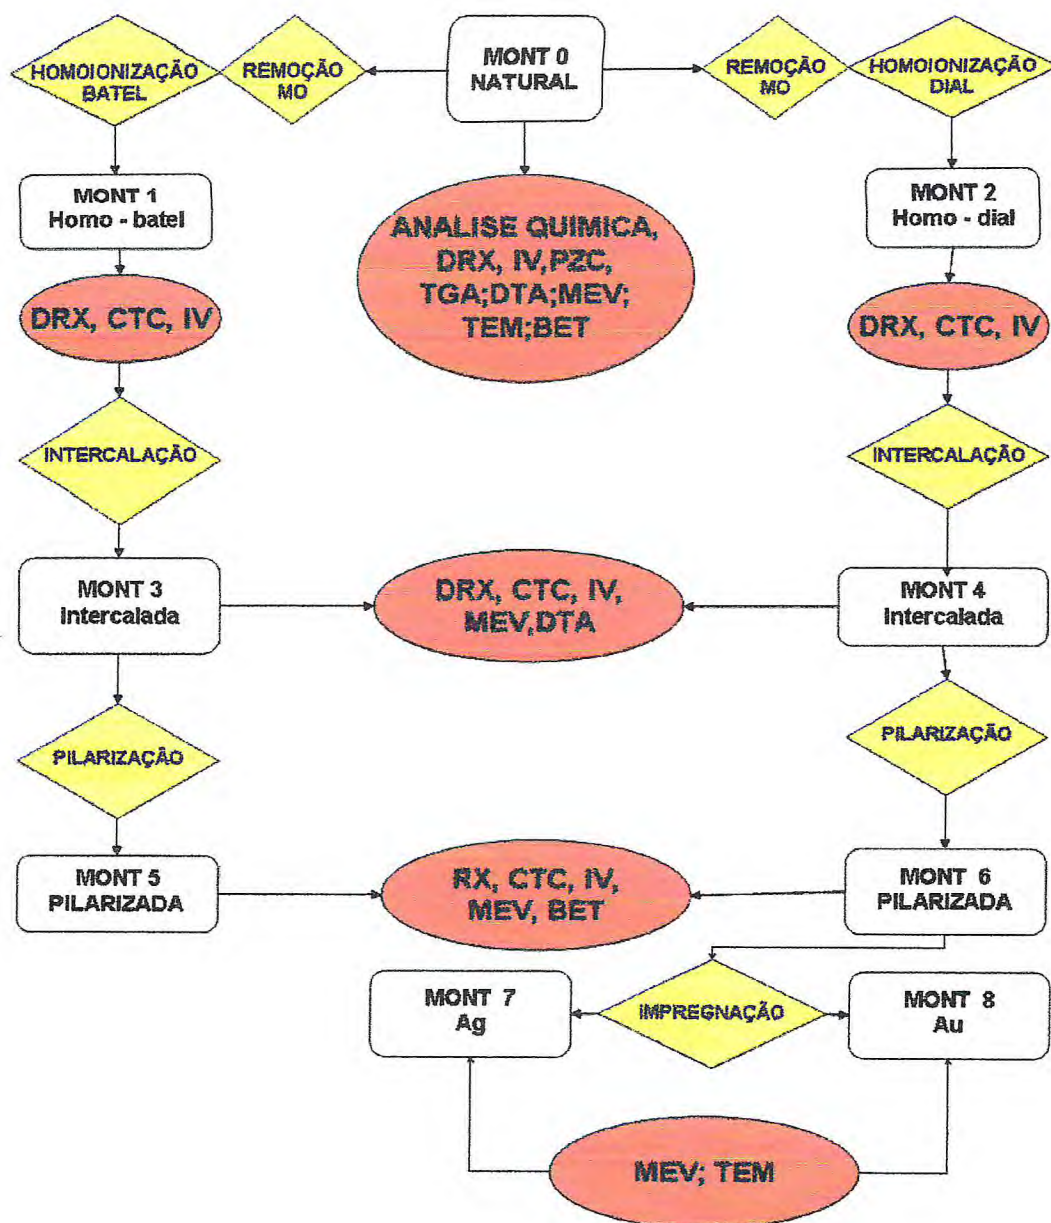 HOMOIONIZAÇÃO
BATEL
REMOÇÃO
MO
MONT 0
NATURAL
REMOÇÃO
MO
HOMOIONIZAÇÃO
DIAL
MONT 1
Homo - batel
ANALISE QUIMICA,
DRX, IV,PZC,
TGA;DTA;MEV;
TEM;BET
MONT 2
Homo - dial
DRX, CTC, IV
DRX, CTC, IV
INTERCALAÇÃO
INTERCALAÇÃO
MONT 3
Intercalada
DRX, CTC, IV,
MEV,DTA
MONT 4
Intercalada
PILARIZAÇÃO
PILARIZAÇÃO
MONT 5
PILARIZADA
RX, CTC, IV,
MEV, BET
MONT 6
PILARIZADA
MONT 7
Ag
IMPREGNAÇÃO
MONT 8
Au
MEV; TEM